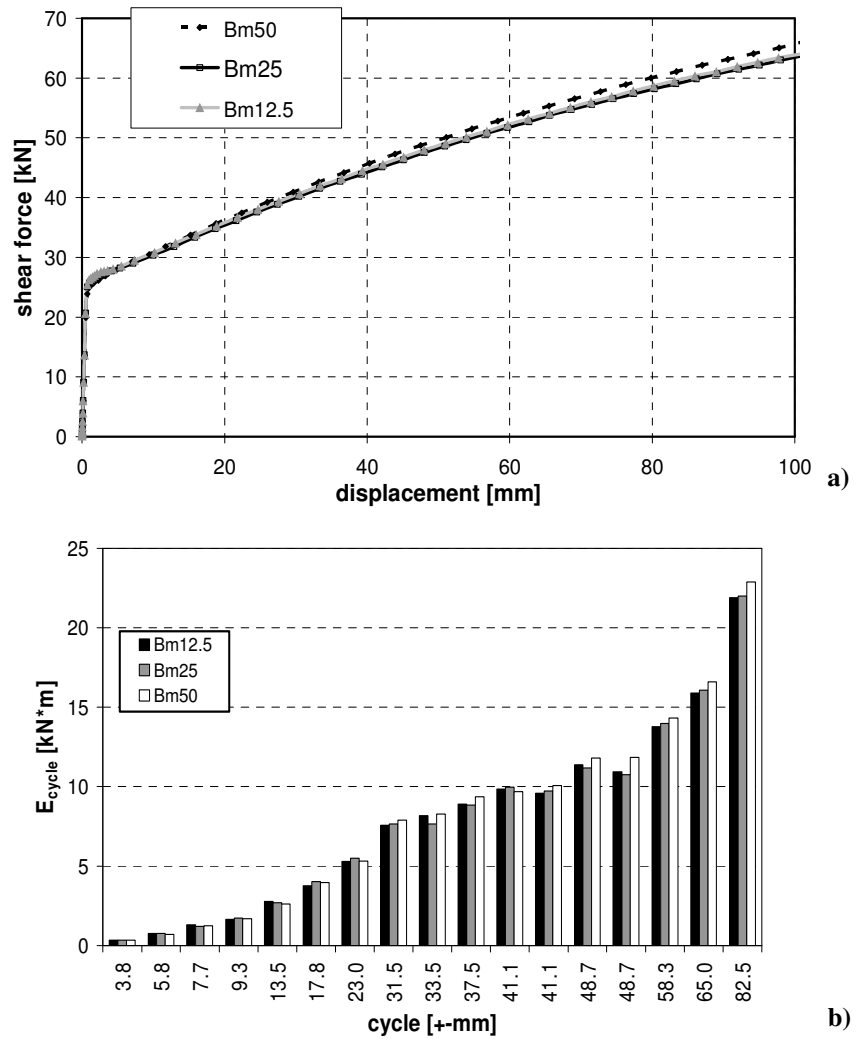 70
60
50
40
30
20
10
0
shear force [kN]
Bm50
Bm25
Bm12.5
0 20 40 60 80 100
displacement [mm]
a)
25
20
15
10
5
0
E cycle [kN*m]
Bm12.5
Bm25
Bm50
3.8 5.8 7.7 9.3 13.5 17.8 23.0 31.5 33.5 37.5 41.1 41.1 48.7 48.7 58.3 65.0 82.5
cycle [+-mm]
b)